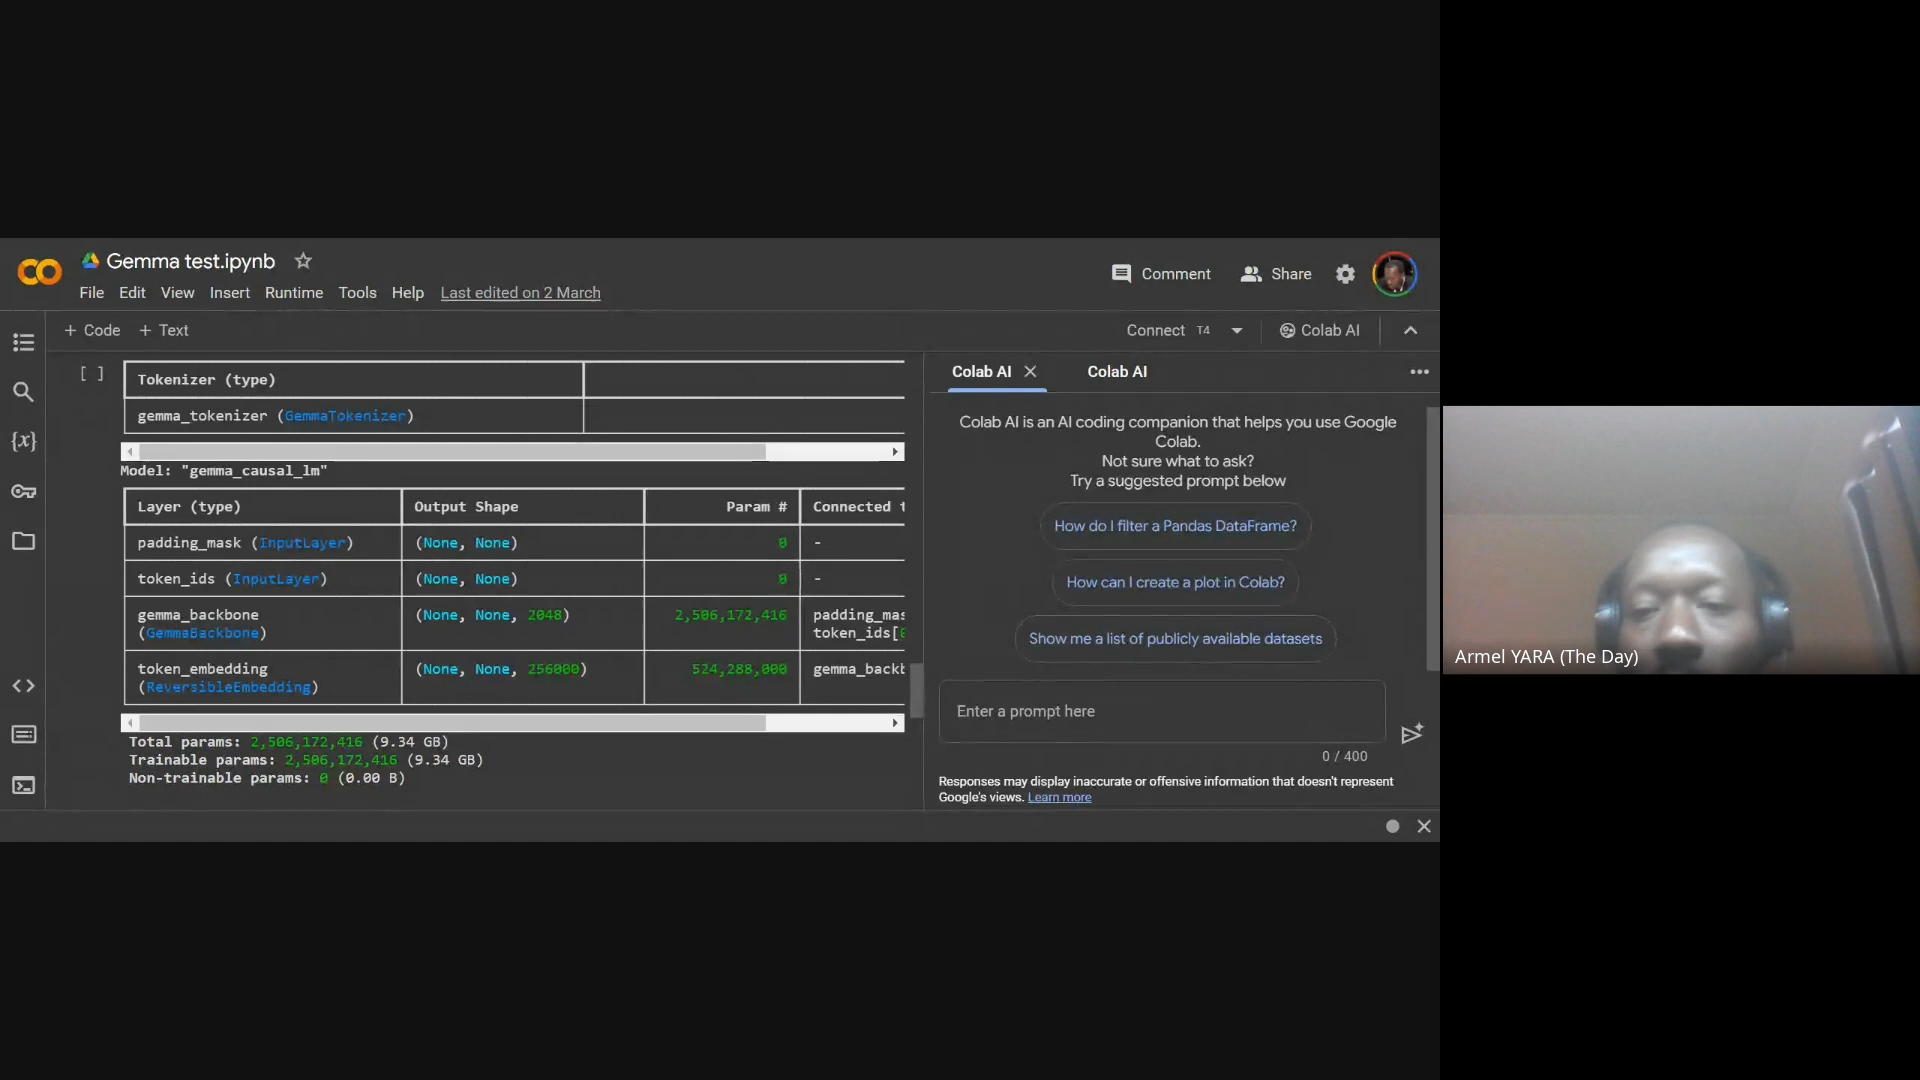 Gemma test.ipynb
File Edit View Insert Runtime Tools Help Last edited on 2 March
Comment
Share
+ Code + Text
Connect T4
Colab AI
[ ]
Tokenizer (type)
gemma_tokenizer (GemmaTokenizer)
Model: "gemma_causal_lm"
Layer (type) Output Shape Param # Connected t
padding_mask (InputLayer) (None, None) 0 -
token_ids (InputLayer) (None, None) 0 -
gemma_backbone (None, None, 2048) 2,506,172,416 padding_mas
(GemmaBackbone) token_ids[0
token_embedding (None, None, 256000) 524,288,000 gemma_backb
(ReversibleEmbedding)
Total params: 2,506,172,416 (9.34 GB)
Trainable params: 2,506,172,416 (9.34 GB)
Non-trainable params: 0 (0.00 B)
Colab AI Colab AI
Colab AI is an AI coding companion that helps you use Google
Colab.
Not sure what to ask?
Try a suggested prompt below
How do I filter a Pandas DataFrame?
How can I create a plot in Colab?
Show me a list of publicly available datasets
Enter a prompt here
0 / 400
Responses may display inaccurate or offensive information that doesn't represent
Google's views. Learn more
Armel YARA (The Day)